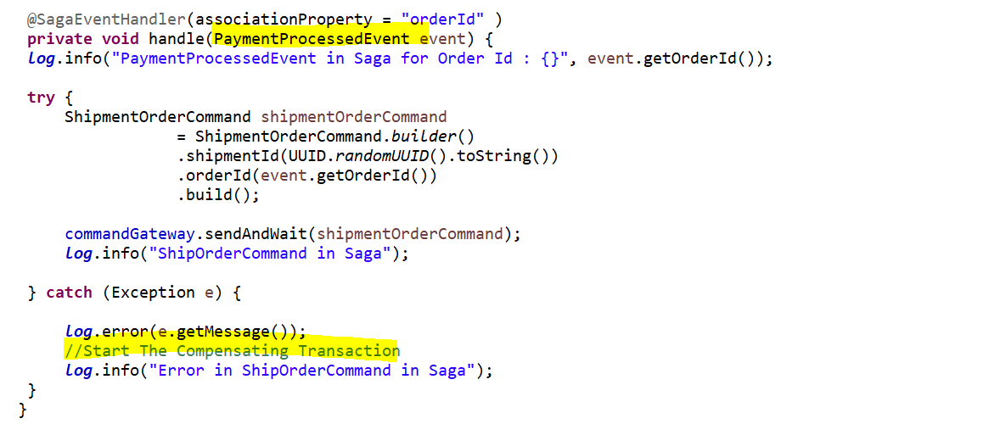 @SagaEventHandler(associationProperty = "orderId" )
private void handle(PaymentProcessedEvent event) {
log.info("PaymentProcessedEvent in Saga for Order Id : {}", event.getOrderId());
try {
ShipmentOrderCommand shipmentOrderCommand
= ShipmentOrderCommand.builder()
.shipmentId(UUID.randomUUID().toString())
.orderId(event.getOrderId())
.build();
commandGateway.sendAndWait(shipmentOrderCommand);
log.info("ShipOrderCommand in Saga");
} catch (Exception e) {
log.error(e.getMessage());
//Start The Compensating Transaction
log.info("Error in ShipOrderCommand in Saga");
}
}